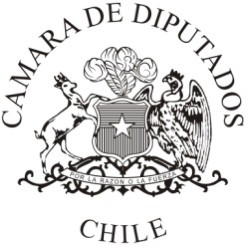 CAMARA DE DIPUTADOS
POR LA RAZON O LA FUERZA
CHILE